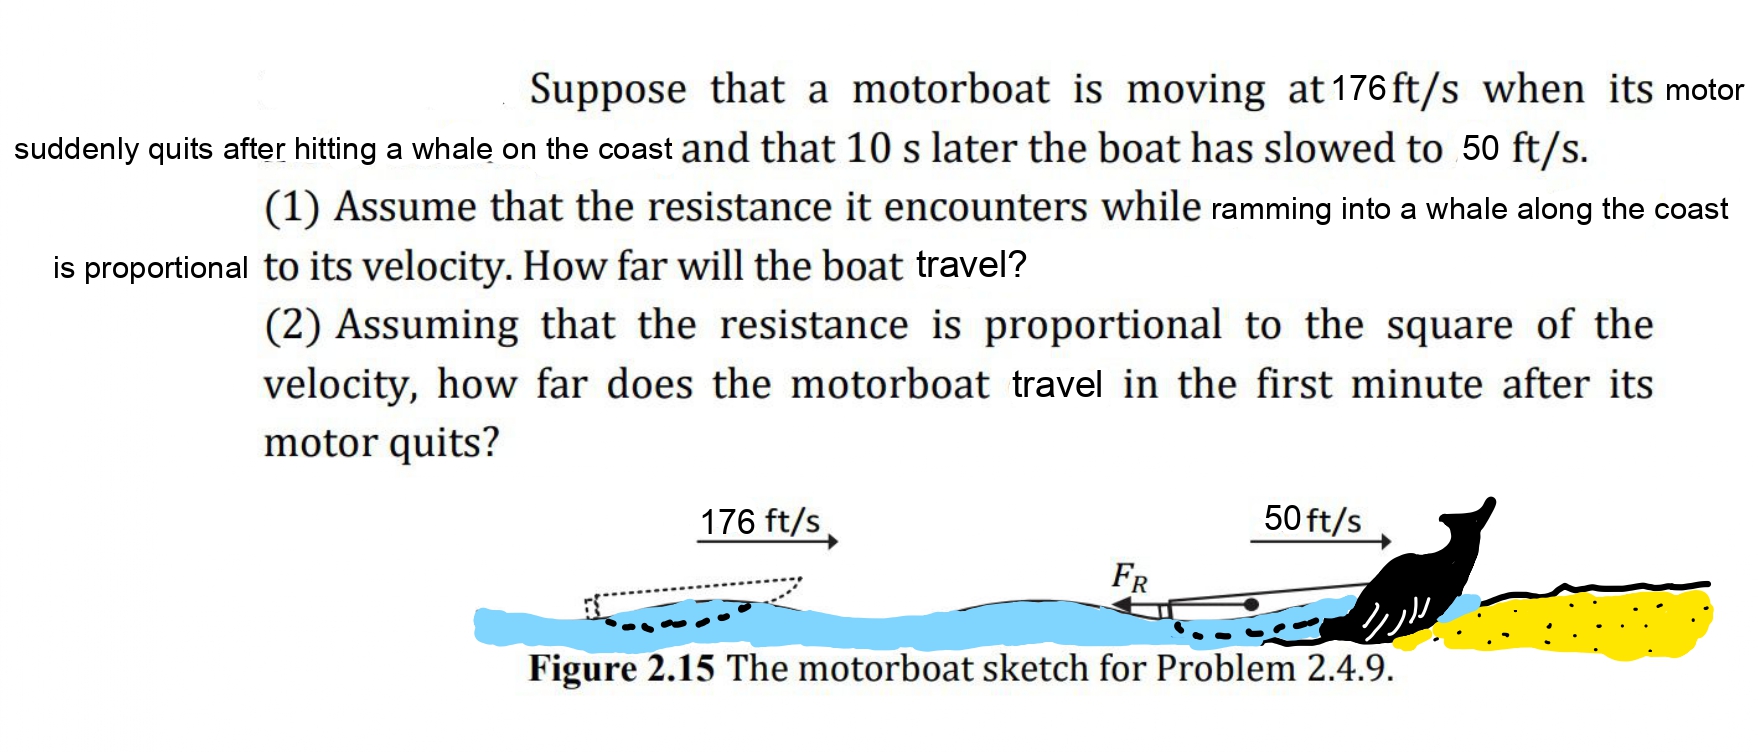 Suppose that a motorboat is moving at 176 ft/s when its motor
suddenly quits after hitting a whale on the coast and that 10 s later the boat has slowed to 50 ft/s.
(1) Assume that the resistance it encounters while ramming into a whale along the coast
is proportional to its velocity. How far will the boat travel?
(2) Assuming that the resistance is proportional to the square of the
velocity, how far does the motorboat travel in the first minute after its
motor quits?
176 ft/s 50 ft/s
F_R
Figure 2.15 The motorboat sketch for Problem 2.4.9.